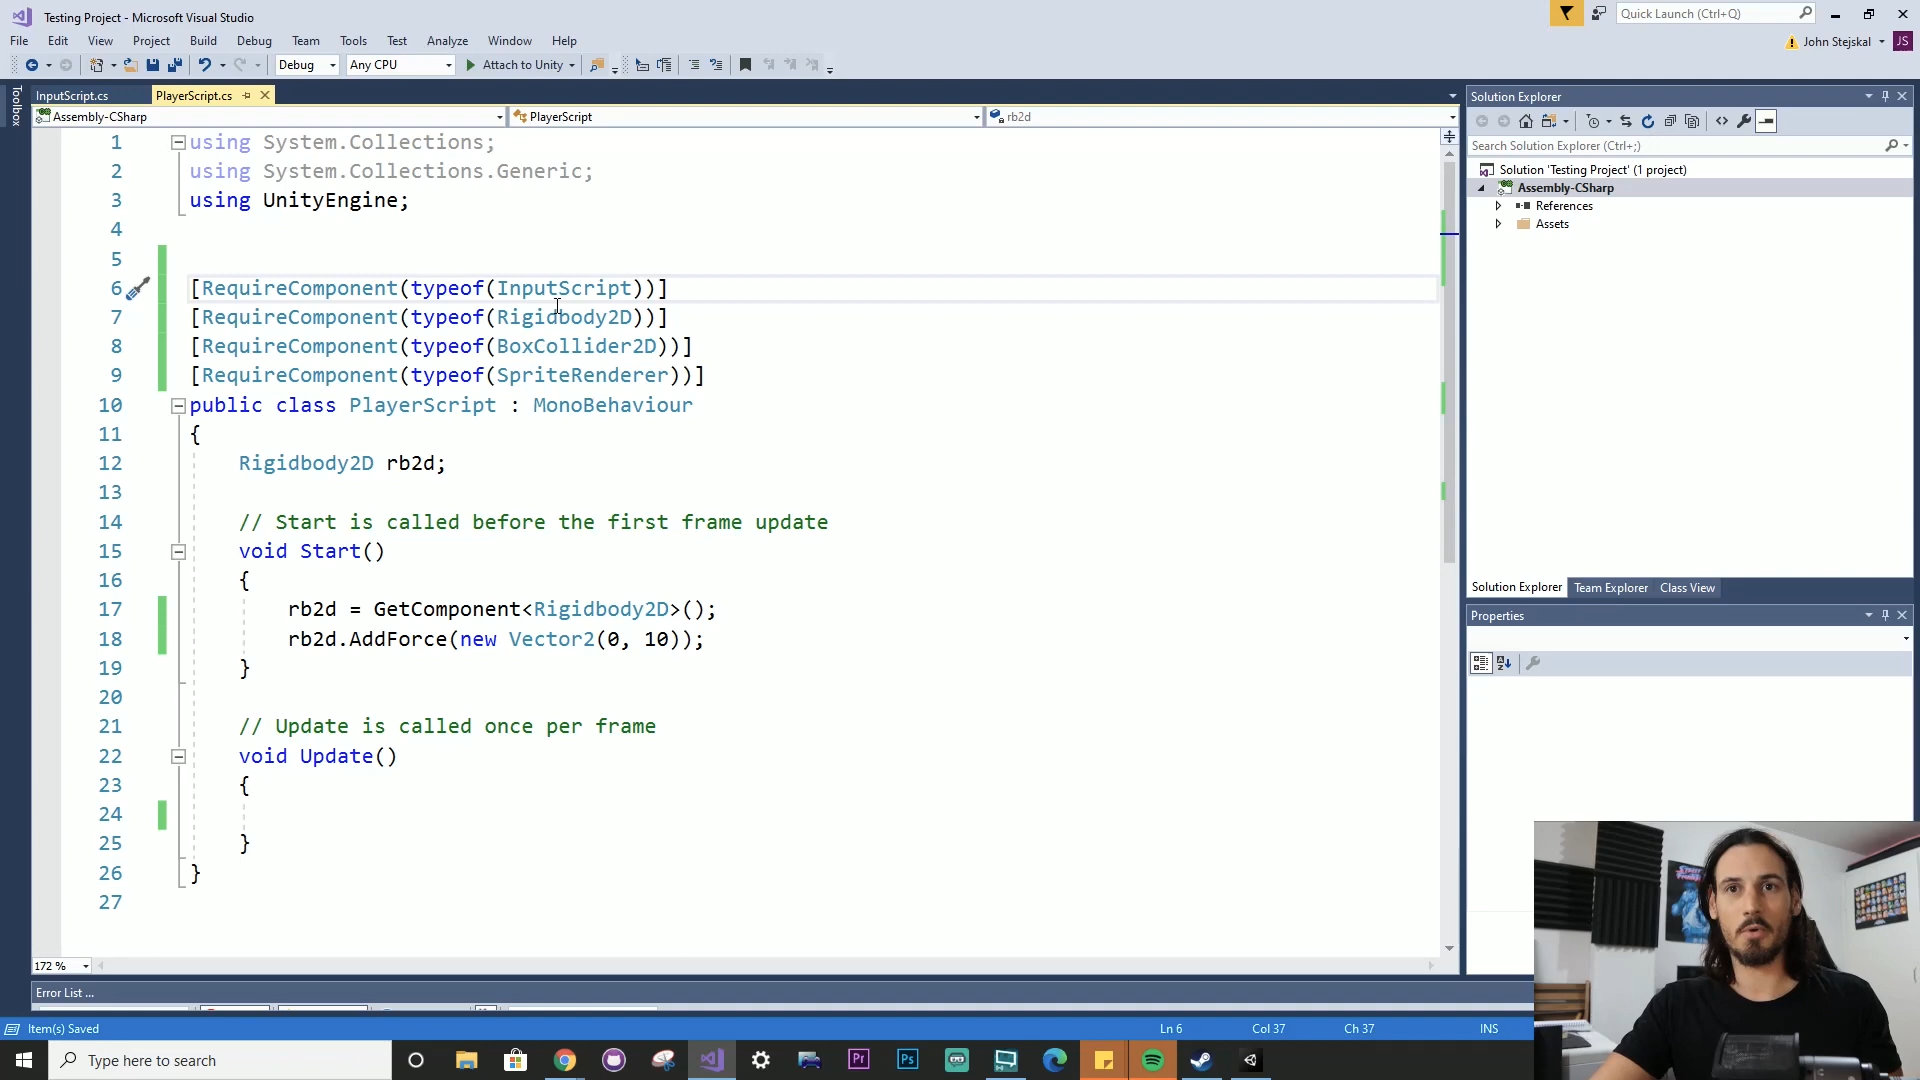 Testing Project - Microsoft Visual Studio
Quick Launch (Ctrl+Q)
File Edit View Project Build Debug Team Tools Test Analyze Window Help
John Stejskal JS
Debug Any CPU Attach to Unity
Toolbox
InputScript.cs PlayerScript.cs
Assembly-CSharp PlayerScript rb2d
1 using System.Collections;
2 using System.Collections.Generic;
3 using UnityEngine;
4
5
6 [RequireComponent(typeof(InputScript))]
7 [RequireComponent(typeof(Rigidbody2D))]
8 [RequireComponent(typeof(BoxCollider2D))]
9 [RequireComponent(typeof(SpriteRenderer))]
10 public class PlayerScript : MonoBehaviour
11 {
12 Rigidbody2D rb2d;
13
14 // Start is called before the first frame update
15 void Start()
16 {
17 rb2d = GetComponent<Rigidbody2D>();
18 rb2d.AddForce(new Vector2(0, 10));
19 }
20
21 // Update is called once per frame
22 void Update()
23 {
24
25 }
26 }
27
172 %
Solution Explorer
Search Solution Explorer (Ctrl+;)
Solution 'Testing Project' (1 project)
Assembly-CSharp
References
Assets
Solution Explorer Team Explorer Class View
Properties
Error List ...
Item(s) Saved Ln 6 Col 37 Ch 37 INS
Type here to search
Pr Ps